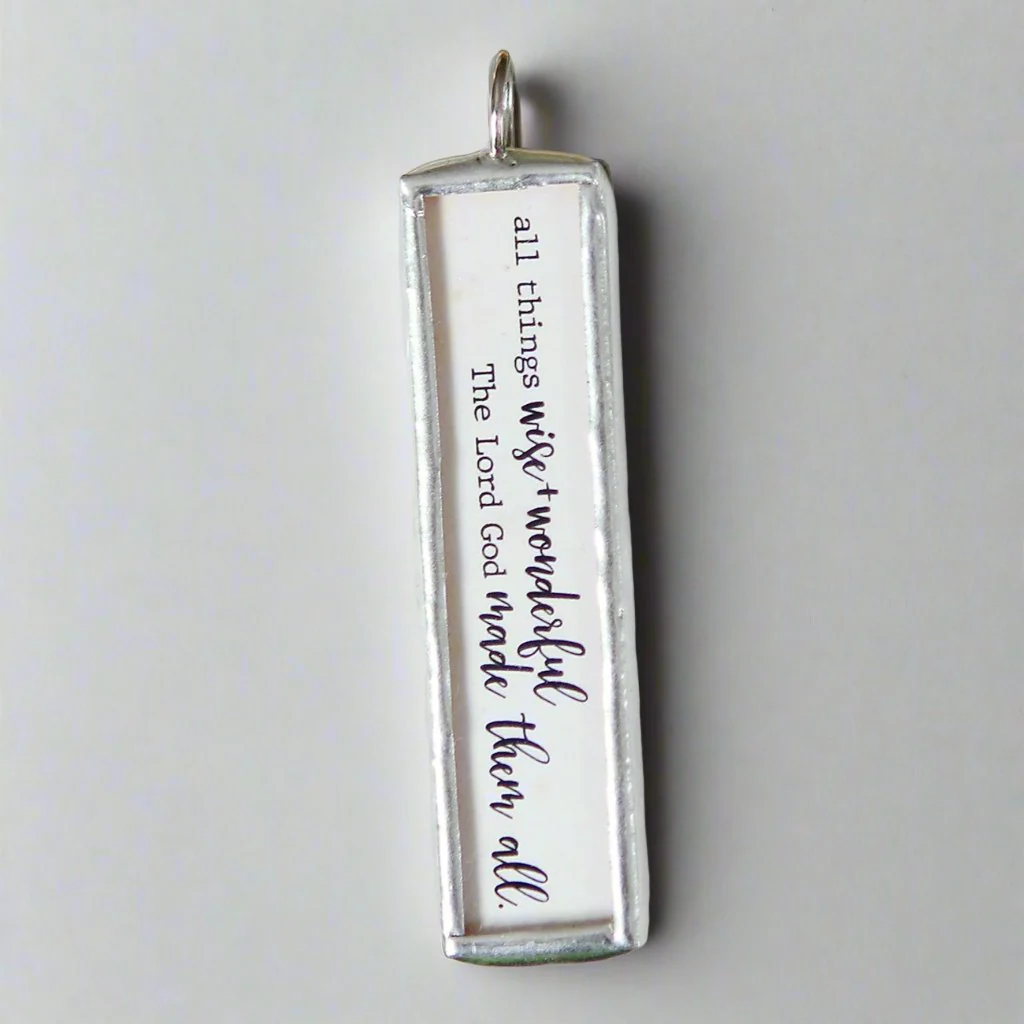 all things wise + wonderful
The Lord God made them all.